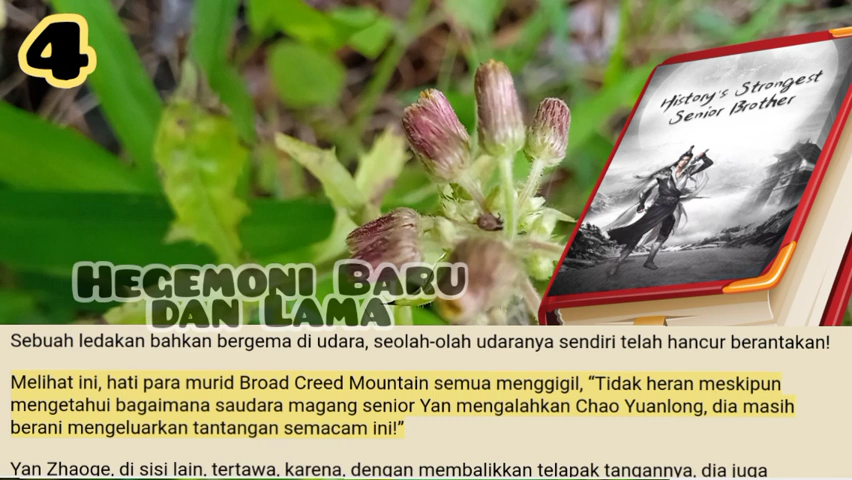 4
History's Strongest
Senior Brother
Hegemoni Baru
dan Lama
Sebuah ledakan bahkan bergema di udara, seolah-olah udaranya sendiri telah hancur berantakan!
Melihat ini, hati para murid Broad Creed Mountain semua menggigil, “Tidak heran meskipun
mengetahui bagaimana saudara magang senior Yan mengalahkan Chao Yuanlong, dia masih
berani mengeluarkan tantangan semacam ini!”
Yan Zhaoge, di sisi lain, tertawa, karena, dengan membalikkan telapak tangannya, dia juga